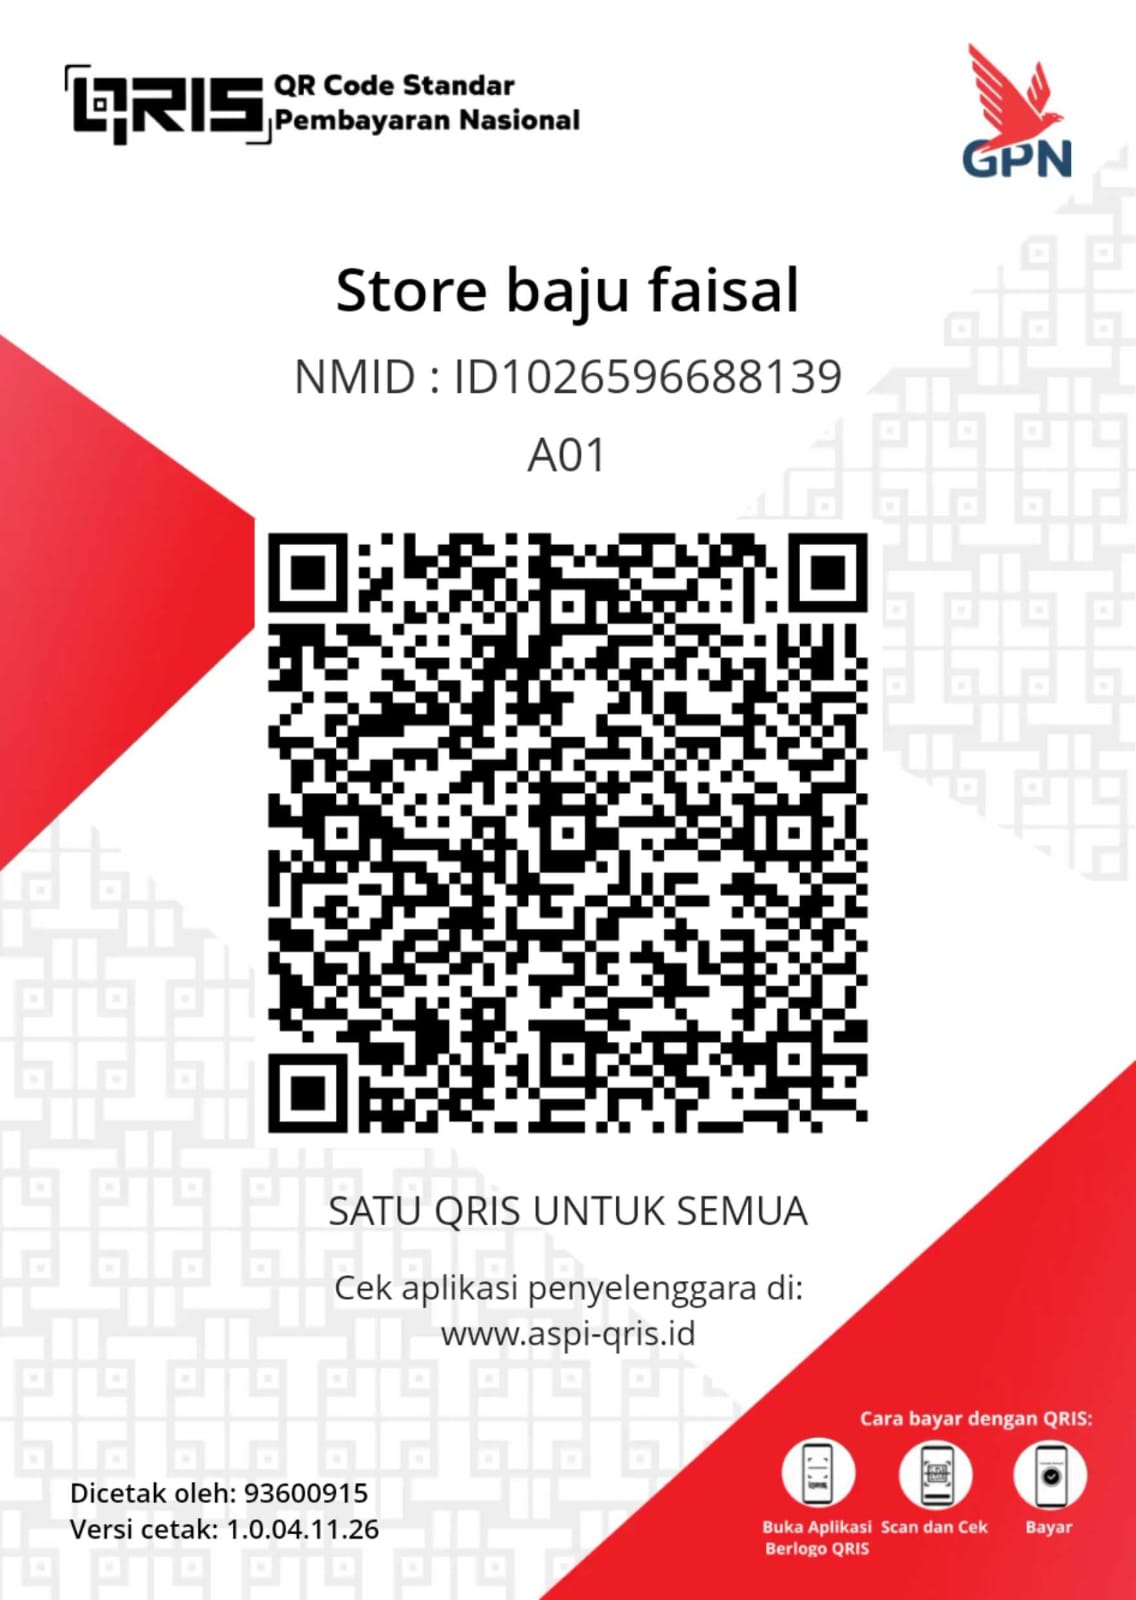 QRIS QR Code Standar
Pembayaran Nasional
GPN
Store baju faisal
NMID : ID1026596688139
A01
SATU QRIS UNTUK SEMUA
Cek aplikasi penyelenggara di:
www.aspi-qris.id
Cara bayar dengan QRIS:
Buka Aplikasi
Berlogo QRIS
Scan dan Cek
Bayar
Dicetak oleh: 93600915
Versi cetak: 1.0.04.11.26